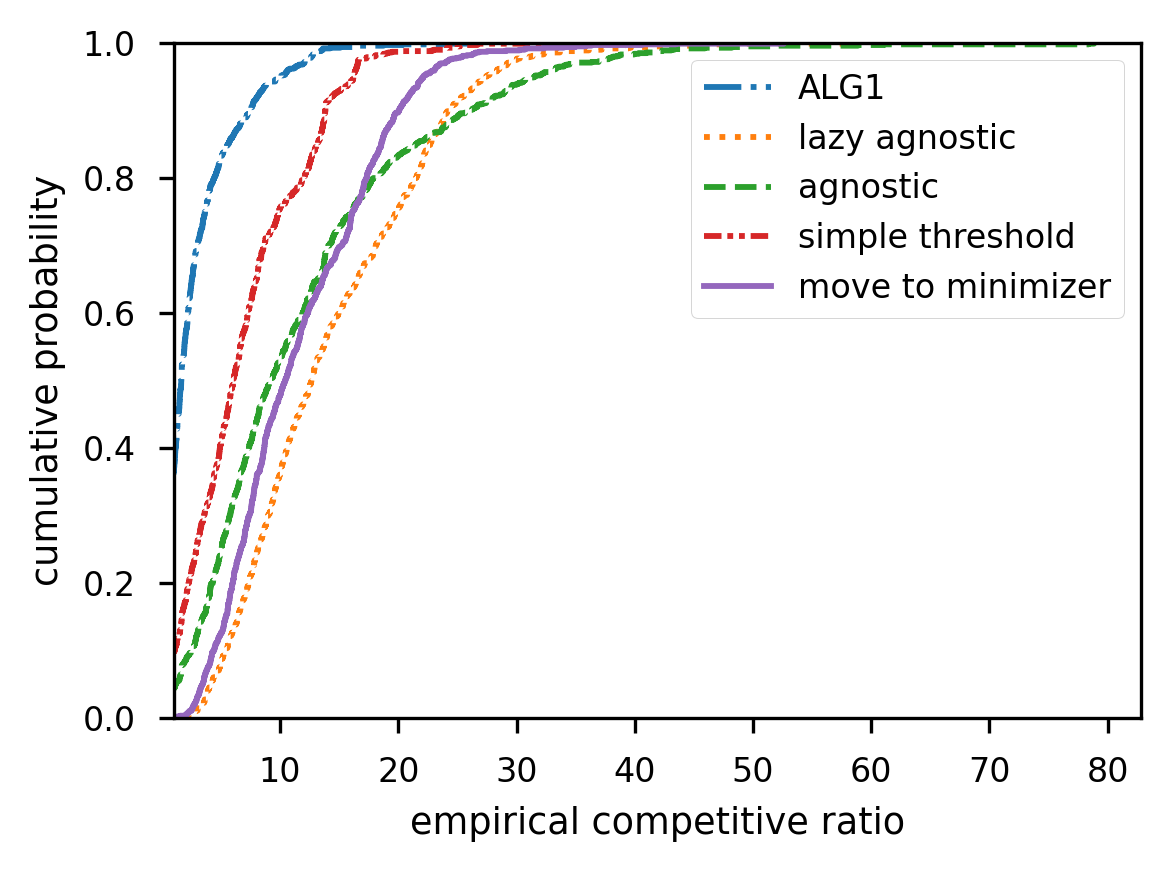 1.0
0.8
0.6
0.4
0.2
0.0
cumulative probability
ALG1
lazy agnostic
agnostic
simple threshold
move to minimizer
10 20 30 40 50 60 70 80
empirical competitive ratio